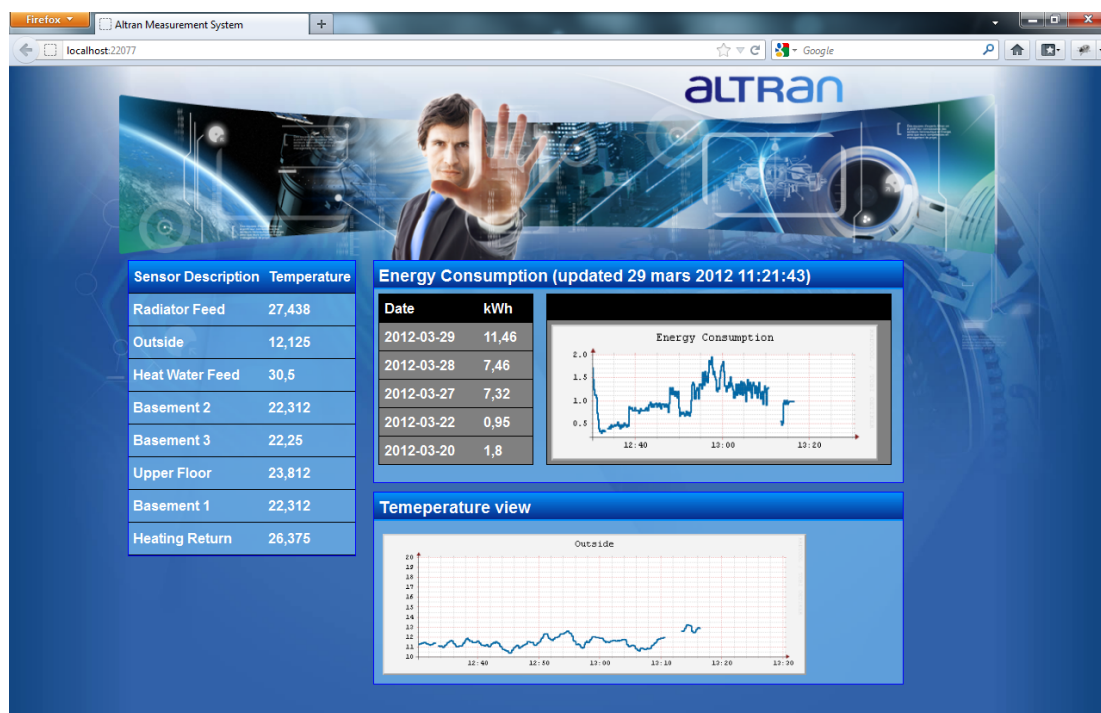 Firefox
Altran Measurement System
localhost:22077
Google
altran
Sensor Description Temperature
Radiator Feed 27,438
Outside 12,125
Heat Water Feed 30,5
Basement 2 22,312
Basement 3 22,25
Upper Floor 23,812
Basement 1 22,312
Heating Return 26,375
Energy Consumption (updated 29 mars 2012 11:21:43)
Date kWh
2012-03-29 11,46
2012-03-28 7,46
2012-03-27 7,32
2012-03-22 0,95
2012-03-20 1,8
Energy Consumption
2.0
1.5
1.0
0.5
12:40 13:00 13:20
Temeperature view
Outside
20
19
18
17
16
15
14
13
12
11
10
12:40 12:50 13:00 13:10 13:20 13:30